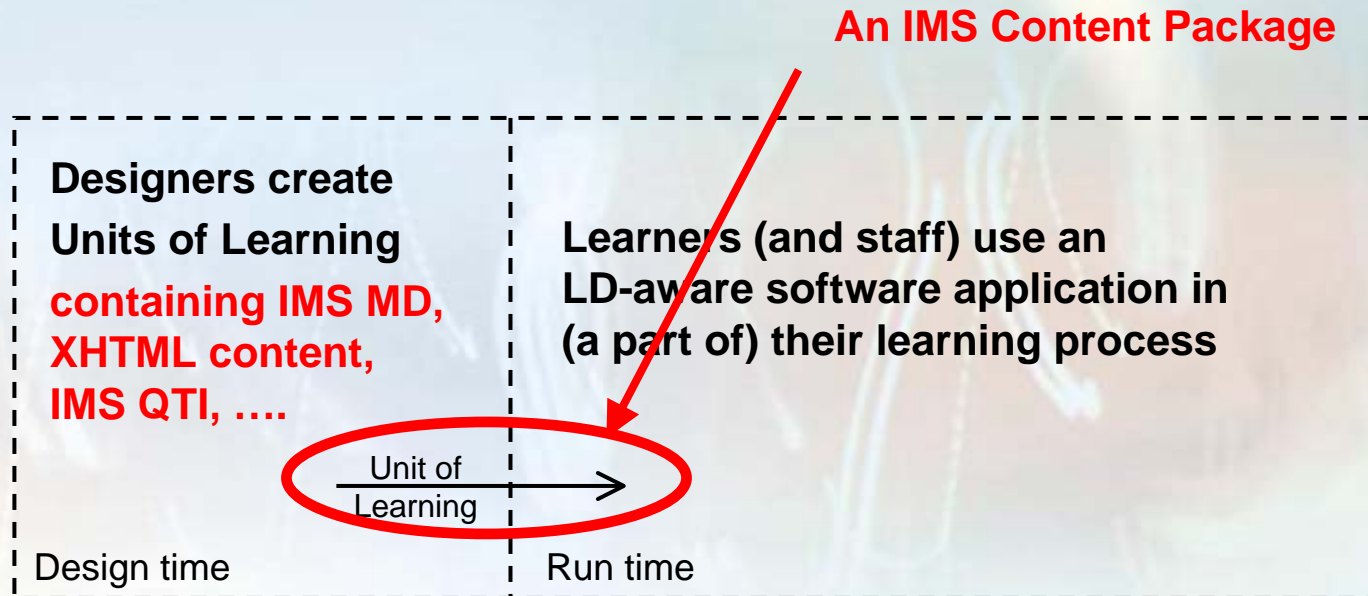 An IMS Content Package
Designers create
Units of Learning
containing IMS MD,
XHTML content,
IMS QTI, ….
Learners (and staff) use an
LD-aware software application in
(a part of) their learning process
Unit of
Learning
Design time
Run time